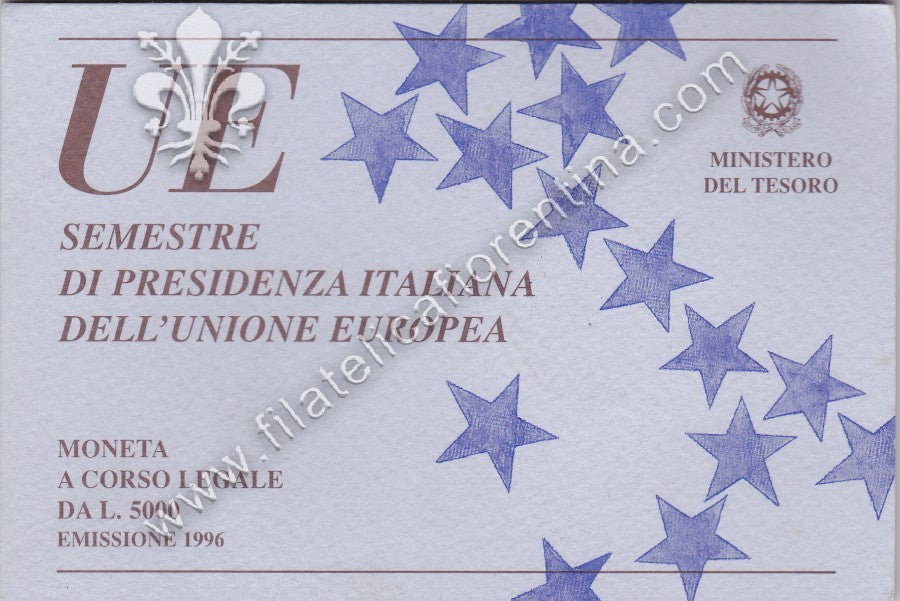 UE
SEMESTRE
DI PRESIDENZA ITALIANA
DELL'UNIONE EUROPEA
MINISTERO
DEL TESORO
MONETA
A CORSO LEGALE
DA L. 5000
EMISSIONE 1996
www.filatelicafiorentina.com